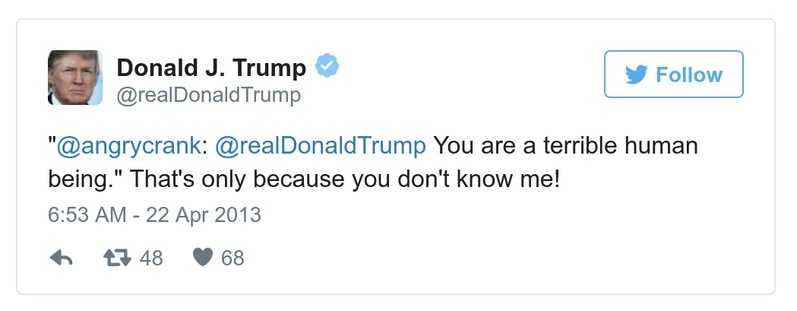 Donald J. Trump
@realDonaldTrump
Follow
"@angrycrank: @realDonaldTrump You are a terrible human
being." That's only because you don't know me!
6:53 AM - 22 Apr 2013
48 68